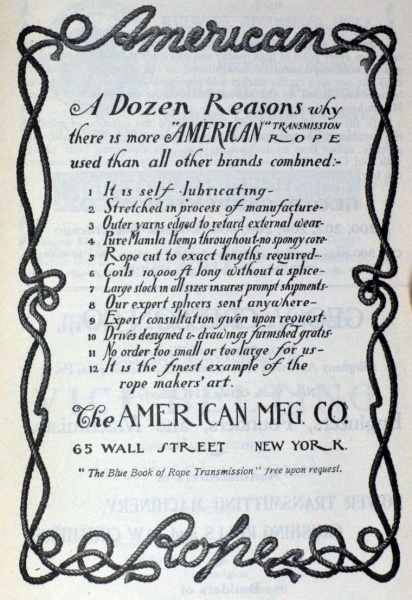 American
A Dozen Reasons why
there is more "AMERICAN" TRANSMISSION ROPE
used than all other brands combined:-
1 It is self lubricating-
2 Stretched in process of manufacture-
3 Outer yarns edged to retard external wear-
4 Pure Manila Hemp throughout-no spongy core-
5 Rope cut to exact lengths required-
6 Coils 10,000 ft long without a splice-
7 Large stock in all sizes insures prompt shipments-
8 Our expert splicers sent anywhere-
9 Expert consultation given upon request-
10 Drives designed & drawings furnished gratis-
11 No order too small or too large for us-
12 It is the finest example of the
rope makers' art.
The AMERICAN MFG. CO.
65 WALL STREET NEW YORK.
"The Blue Book of Rope Transmission" free upon request.
Rope